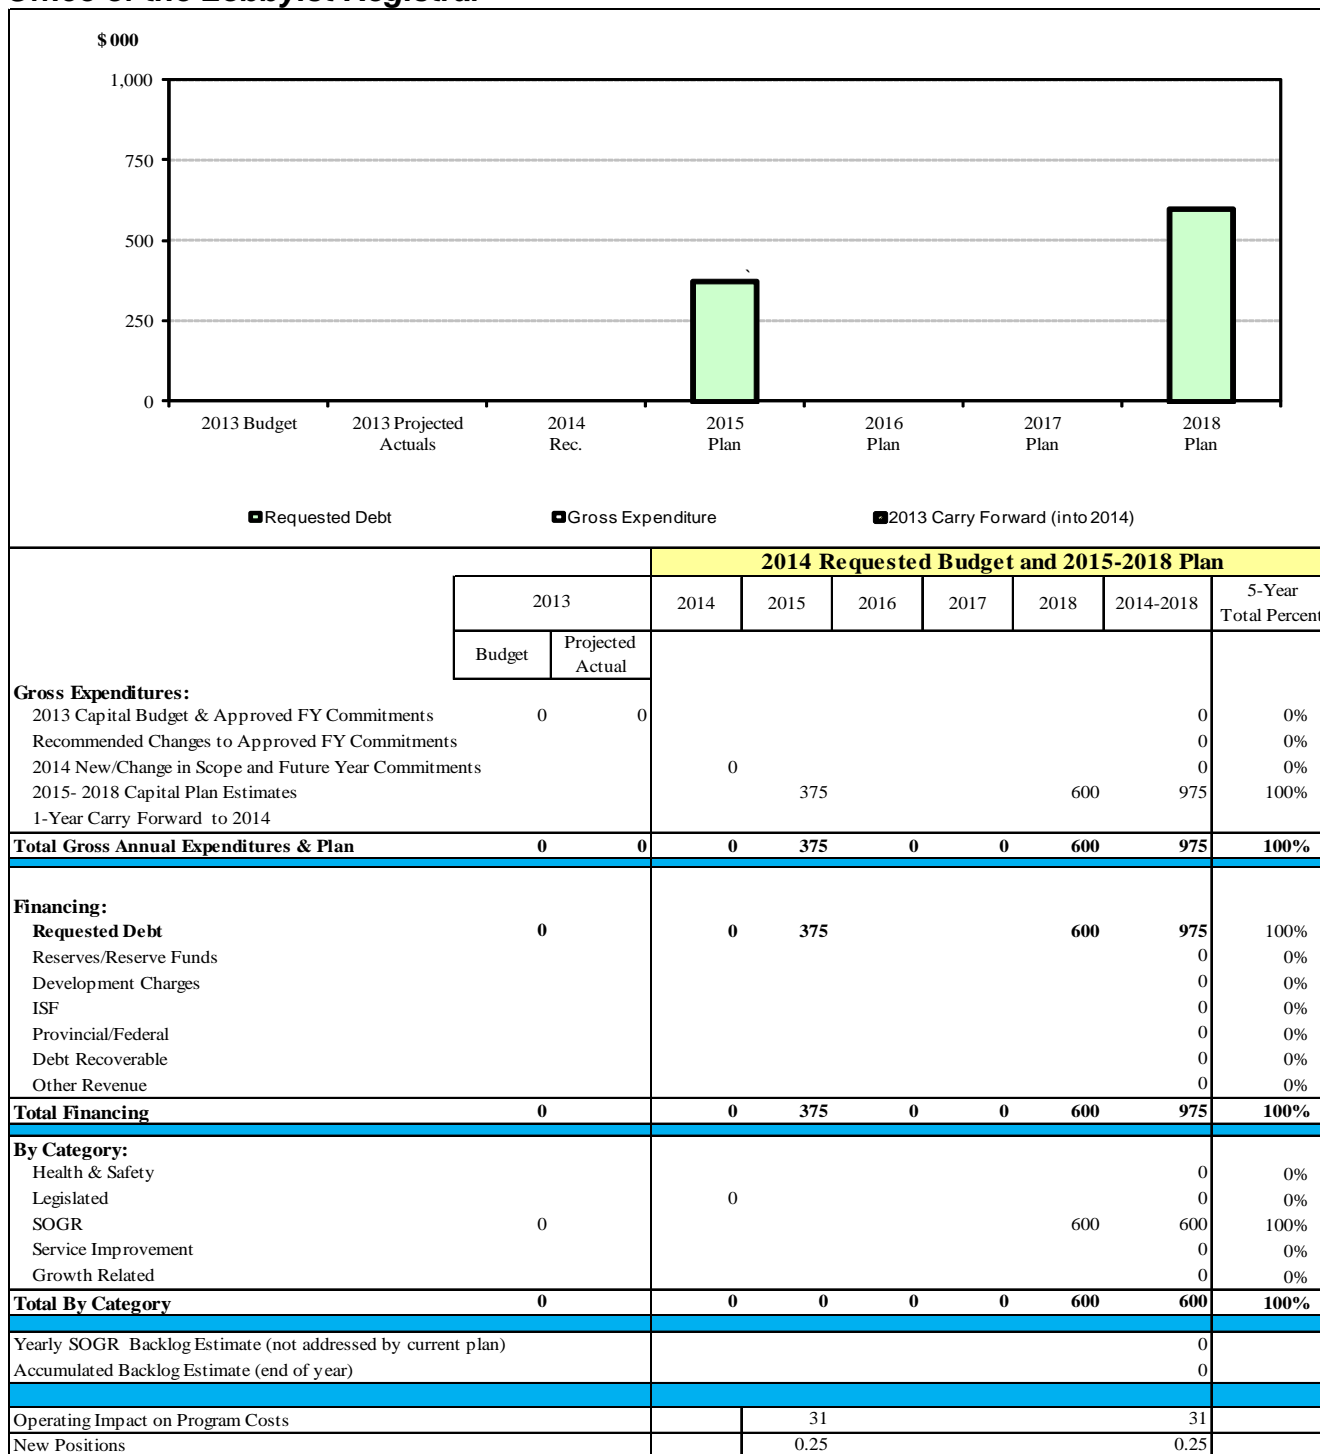 Office of the Lobbyist Registrar
$ 000
1,000
750
500
250
0
`
2013 Budget 2013 Projected Actuals 2014 Rec. 2015 Plan 2016 Plan 2017 Plan 2018 Plan
Requested Debt Gross Expenditure 2013 Carry Forward (into 2014)
2014 Requested Budget and 2015-2018 Plan
2013 2014 2015 2016 2017 2018 2014-2018 5-Year Total Percent
Budget Projected Actual
Gross Expenditures:
2013 Capital Budget & Approved FY Commitments 0 0 0 0%
Recommended Changes to Approved FY Commitments 0 0%
2014 New/Change in Scope and Future Year Commitments 0 0 0%
2015- 2018 Capital Plan Estimates 375 600 975 100%
1-Year Carry Forward to 2014
Total Gross Annual Expenditures & Plan 0 0 0 375 0 0 600 975 100%
Financing:
Requested Debt 0 0 375 600 975 100%
Reserves/Reserve Funds 0 0%
Development Charges 0 0%
ISF 0 0%
Provincial/Federal 0 0%
Debt Recoverable 0 0%
Other Revenue 0 0%
Total Financing 0 0 375 0 0 600 975 100%
By Category:
Health & Safety 0 0%
Legislated 0 0 0%
SOGR 0 600 600 100%
Service Improvement 0 0%
Growth Related 0 0%
Total By Category 0 0 0 0 0 600 600 100%
Yearly SOGR Backlog Estimate (not addressed by current plan) 0
Accumulated Backlog Estimate (end of year) 0
Operating Impact on Program Costs 31 31
New Positions 0.25 0.25